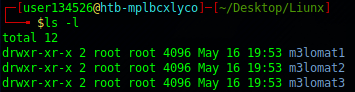 ┌─[user134526@htb-mplbcxlyco]─[~/Desktop/Liunx]
└──╼ $ls -l
total 12
drwxr-xr-x 2 root root 4096 May 16 19:53 m3lomat1
drwxr-xr-x 2 root root 4096 May 16 19:53 m3lomat2
drwxr-xr-x 2 root root 4096 May 16 19:53 m3lomat3